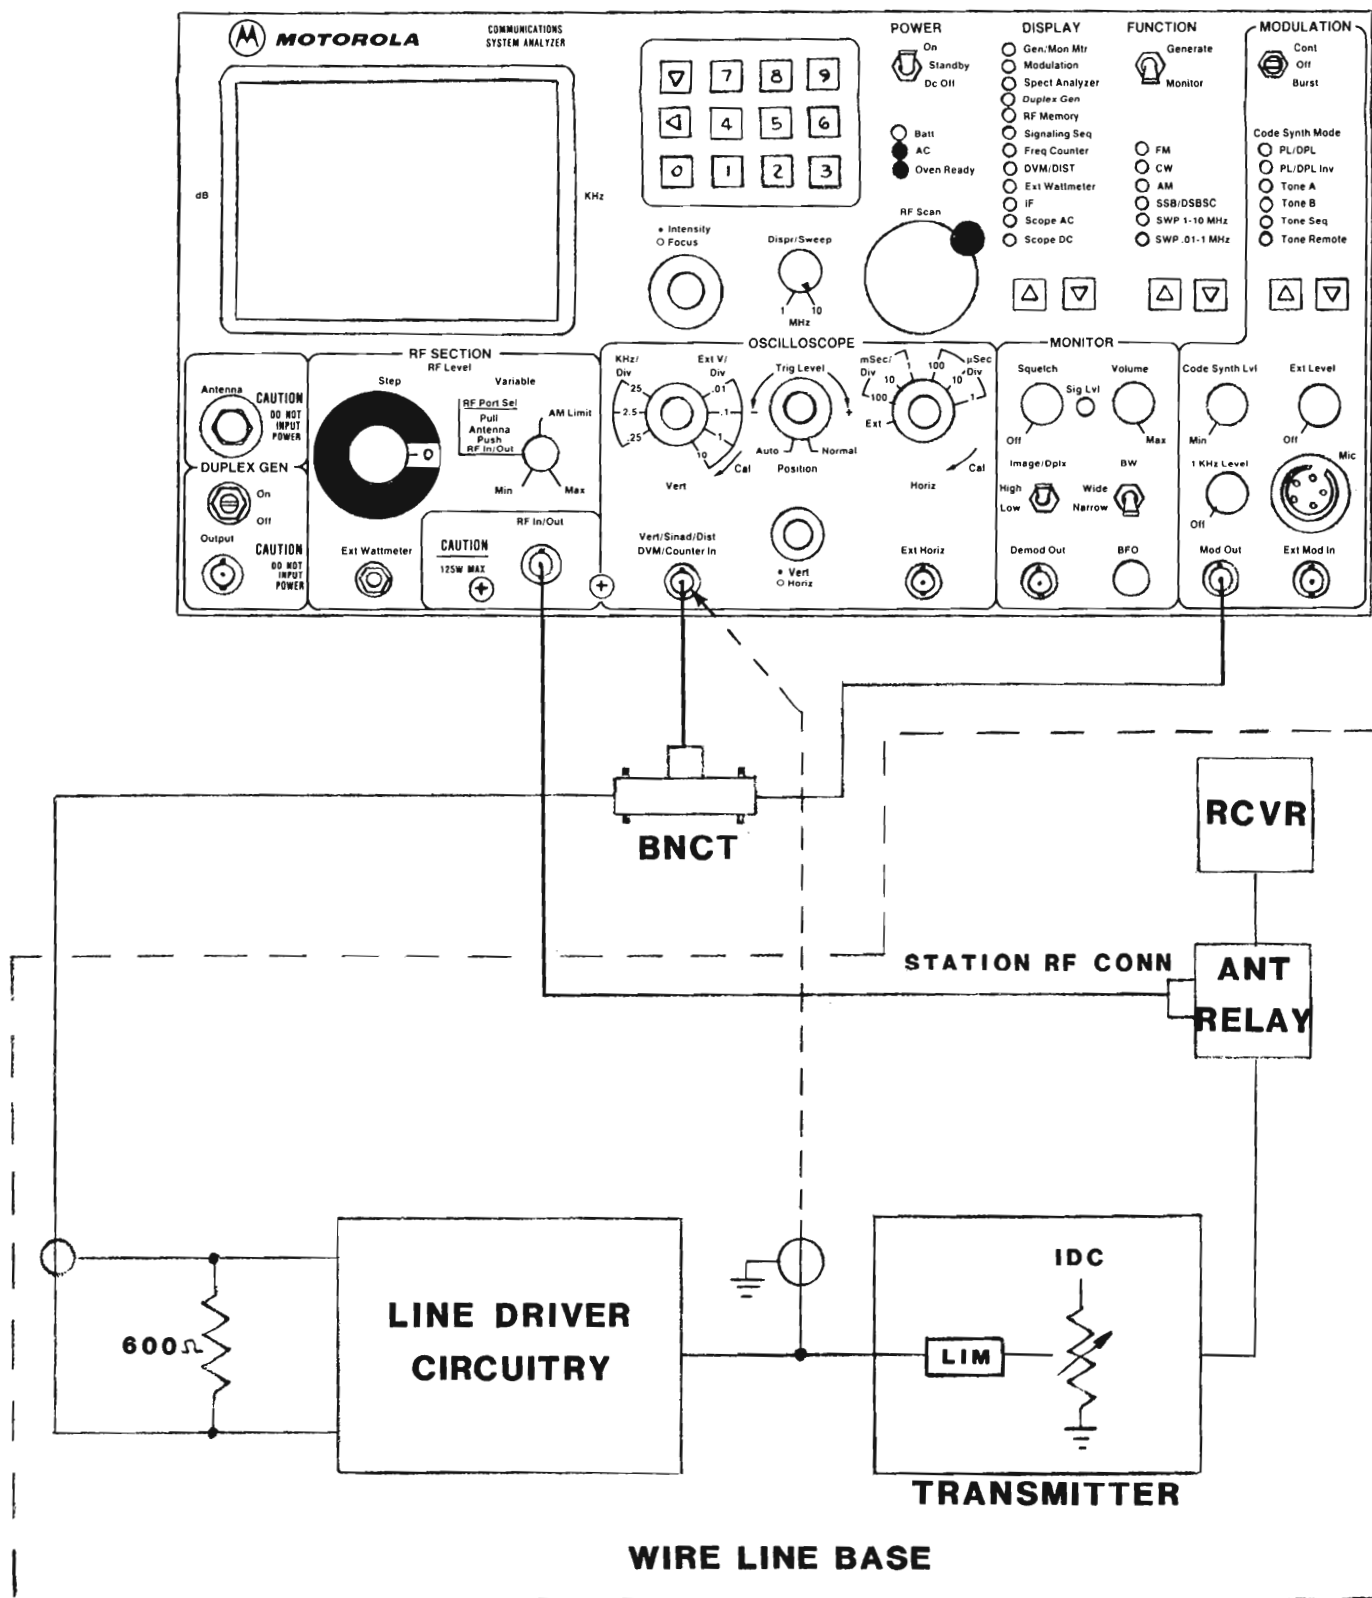 MOTOROLA
COMMUNICATIONS
SYSTEM ANALYZER
dB
KHz
7 8 9
4 5 6
0 1 2 3
Intensity
Focus
Dispr/Sweep
1 10
MHz
POWER
On
Standby
Dc Off
Batt
AC
Oven Ready
RF Scan
DISPLAY
Gen/Mon Mtr
Modulation
Spect Analyzer
Duplex Gen
RF Memory
Signaling Seq
Freq Counter
DVM/DIST
Ext Wattmeter
IF
Scope AC
Scope DC
FUNCTION
Generate
Monitor
FM
CW
AM
SSB/DSBSC
SWP 1-10 MHz
SWP .01-1 MHz
MODULATION
Cont
Off
Burst
Code Synth Mode
PL/DPL
PL/DPL Inv
Tone A
Tone B
Tone Seq
Tone Remote
Antenna
CAUTION
DO NOT
INPUT
POWER
DUPLEX GEN
On
Off
Output
CAUTION
DO NOT
INPUT
POWER
RF SECTION
RF Level
Step
Variable
0
RF Port Sel
Pull
Antenna
Push
RF In/Out
AM Limit
Min Max
Ext Wattmeter
CAUTION
125W MAX
RF In/Out
OSCILLOSCOPE
KHz/
Div
25
2.5
.25
Ext V/
Div
.01
.1
1
10
Cal
Vert
Trig Level
- +
Auto Normal
Position
mSec/
Div
1
10
100
Ext
µSec
Div
100
10
1
Cal
Horiz
Vert/Sinad/Dist
DVM/Counter In
Vert
Horiz
Ext Horiz
MONITOR
Squelch
Off
Sig Lvl
Volume
Max
Image/Dplx
High
Low
BW
Wide
Narrow
Demod Out
BFO
Code Synth Lvl
Min
Ext Level
Off
1 KHz Level
Off
Mic
Mod Out
Ext Mod In
BNCT
RCVR
STATION RF CONN
ANT
RELAY
600Ω
LINE DRIVER
CIRCUITRY
IDC
LIM
TRANSMITTER
WIRE LINE BASE